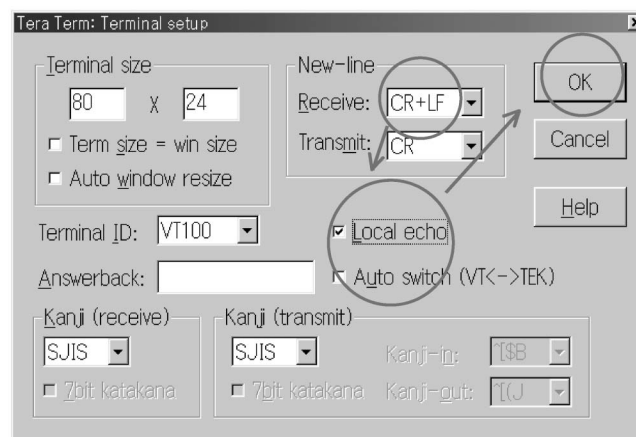 Tera Term: Terminal setup
Terminal size
80 X 24
Term size = win size
Auto window resize
New-line
Receive: CR+LF
Transmit: CR
OK
Cancel
Help
Terminal ID: VT100
Local echo
Answerback:
Auto switch (VT<->TEK)
Kanji (receive)
SJIS
7bit katakana
Kanji (transmit)
SJIS
7bit katakana
Kanji-in: ^[$B
Kanji-out: ^[(J